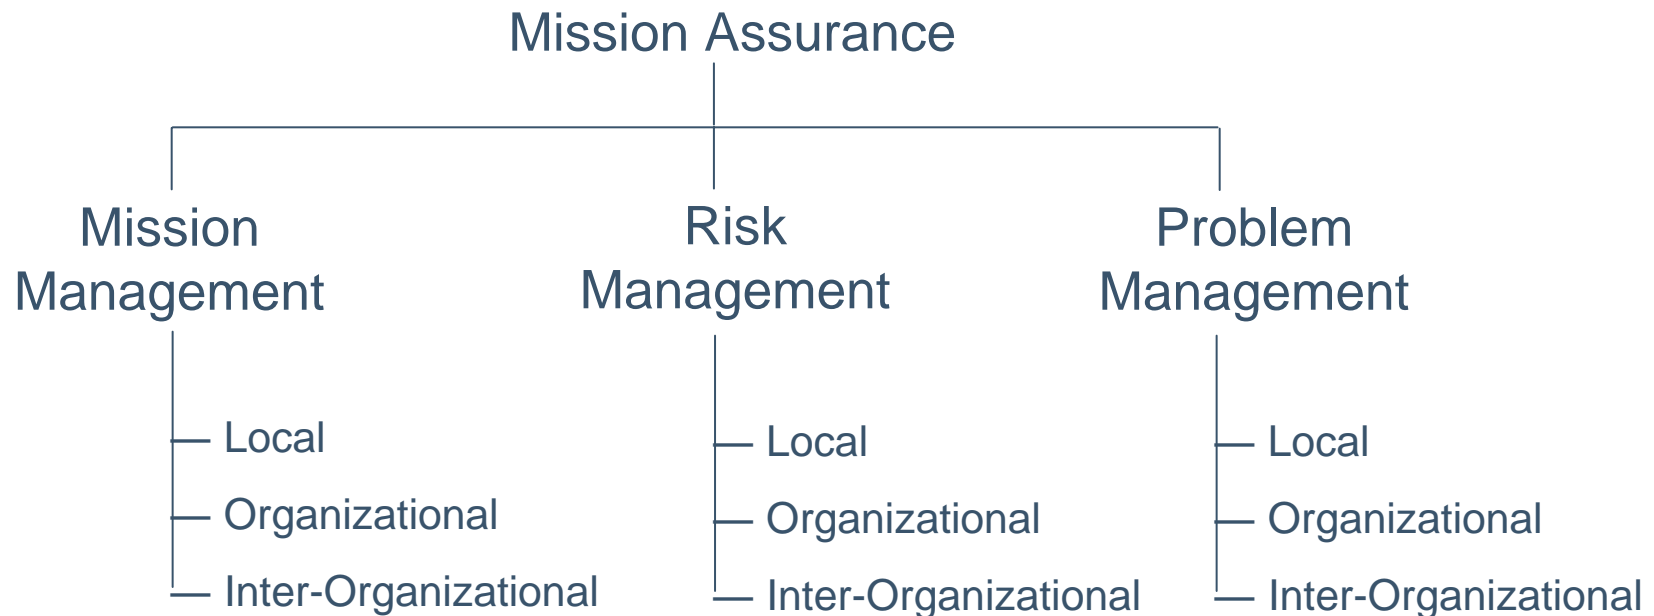 Mission Assurance
Mission
Management
Risk
Management
Problem
Management
Local
Organizational
Inter-Organizational
Local
Organizational
Inter-Organizational
Local
Organizational
Inter-Organizational